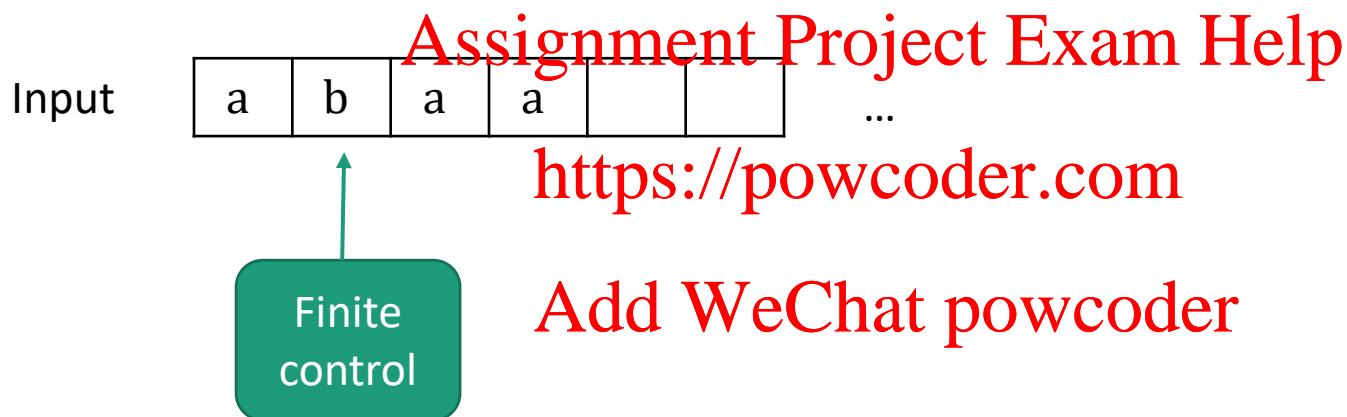 Assignment Project Exam Help
Input a b a a ...
https://powcoder.com
Add WeChat powcoder
Finite
control